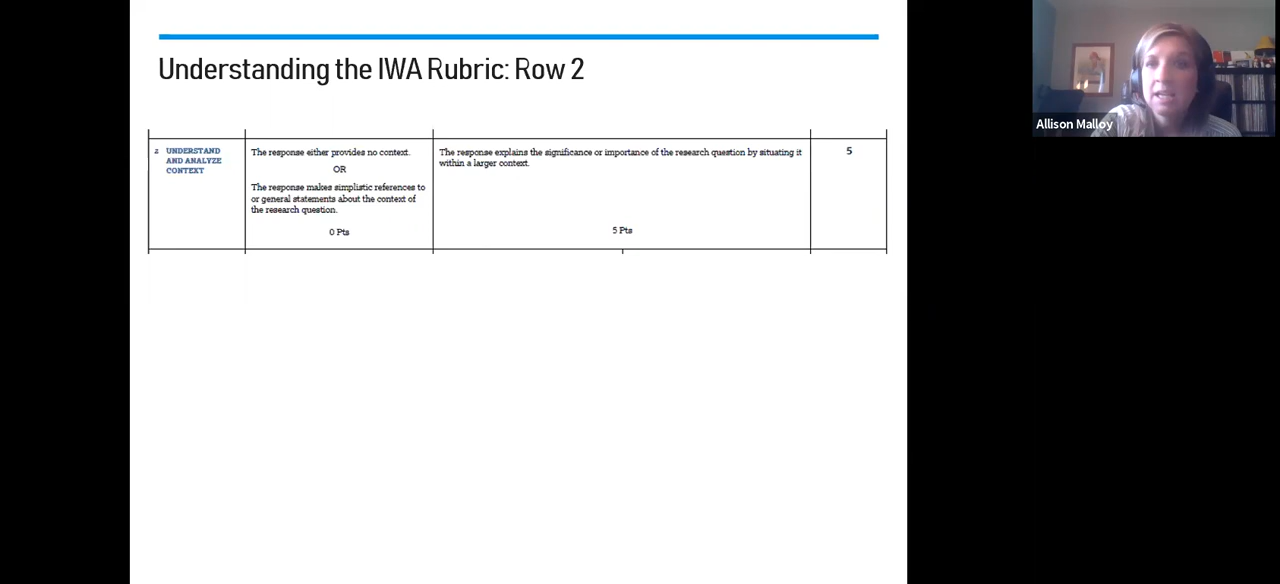 Understanding the IWA Rubric: Row 2
2 UNDERSTAND
AND ANALYZE
CONTEXT
The response either provides no context.
OR
The response makes simplistic references to
or general statements about the context of
the research question.
0 Pts
The response explains the significance or importance of the research question by situating it
within a larger context.
5 Pts
5
Allison Malloy